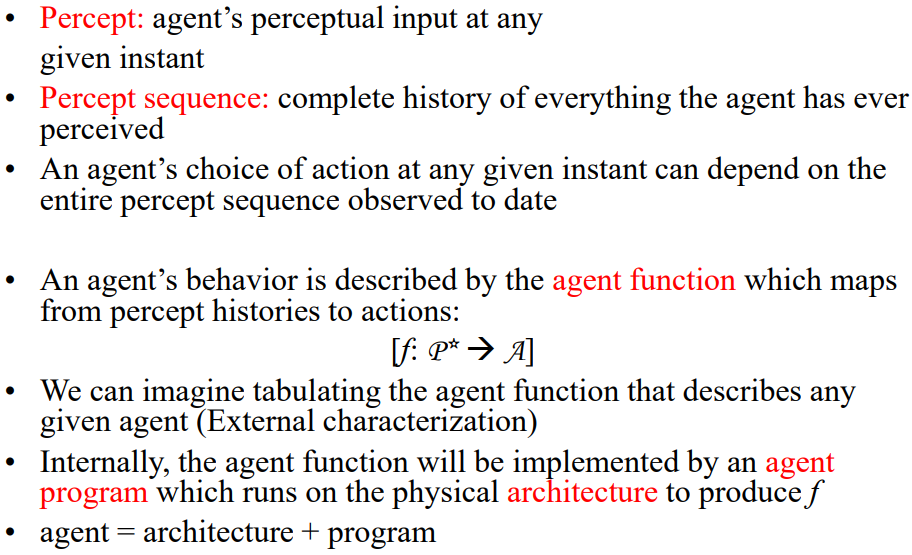 • Percept: agent’s perceptual input at any
given instant
• Percept sequence: complete history of everything the agent has ever
perceived
• An agent’s choice of action at any given instant can depend on the
entire percept sequence observed to date
• An agent’s behavior is described by the agent function which maps
from percept histories to actions:
[f: 𝒫* → 𝒜]
• We can imagine tabulating the agent function that describes any
given agent (External characterization)
• Internally, the agent function will be implemented by an agent
program which runs on the physical architecture to produce f
• agent = architecture + program